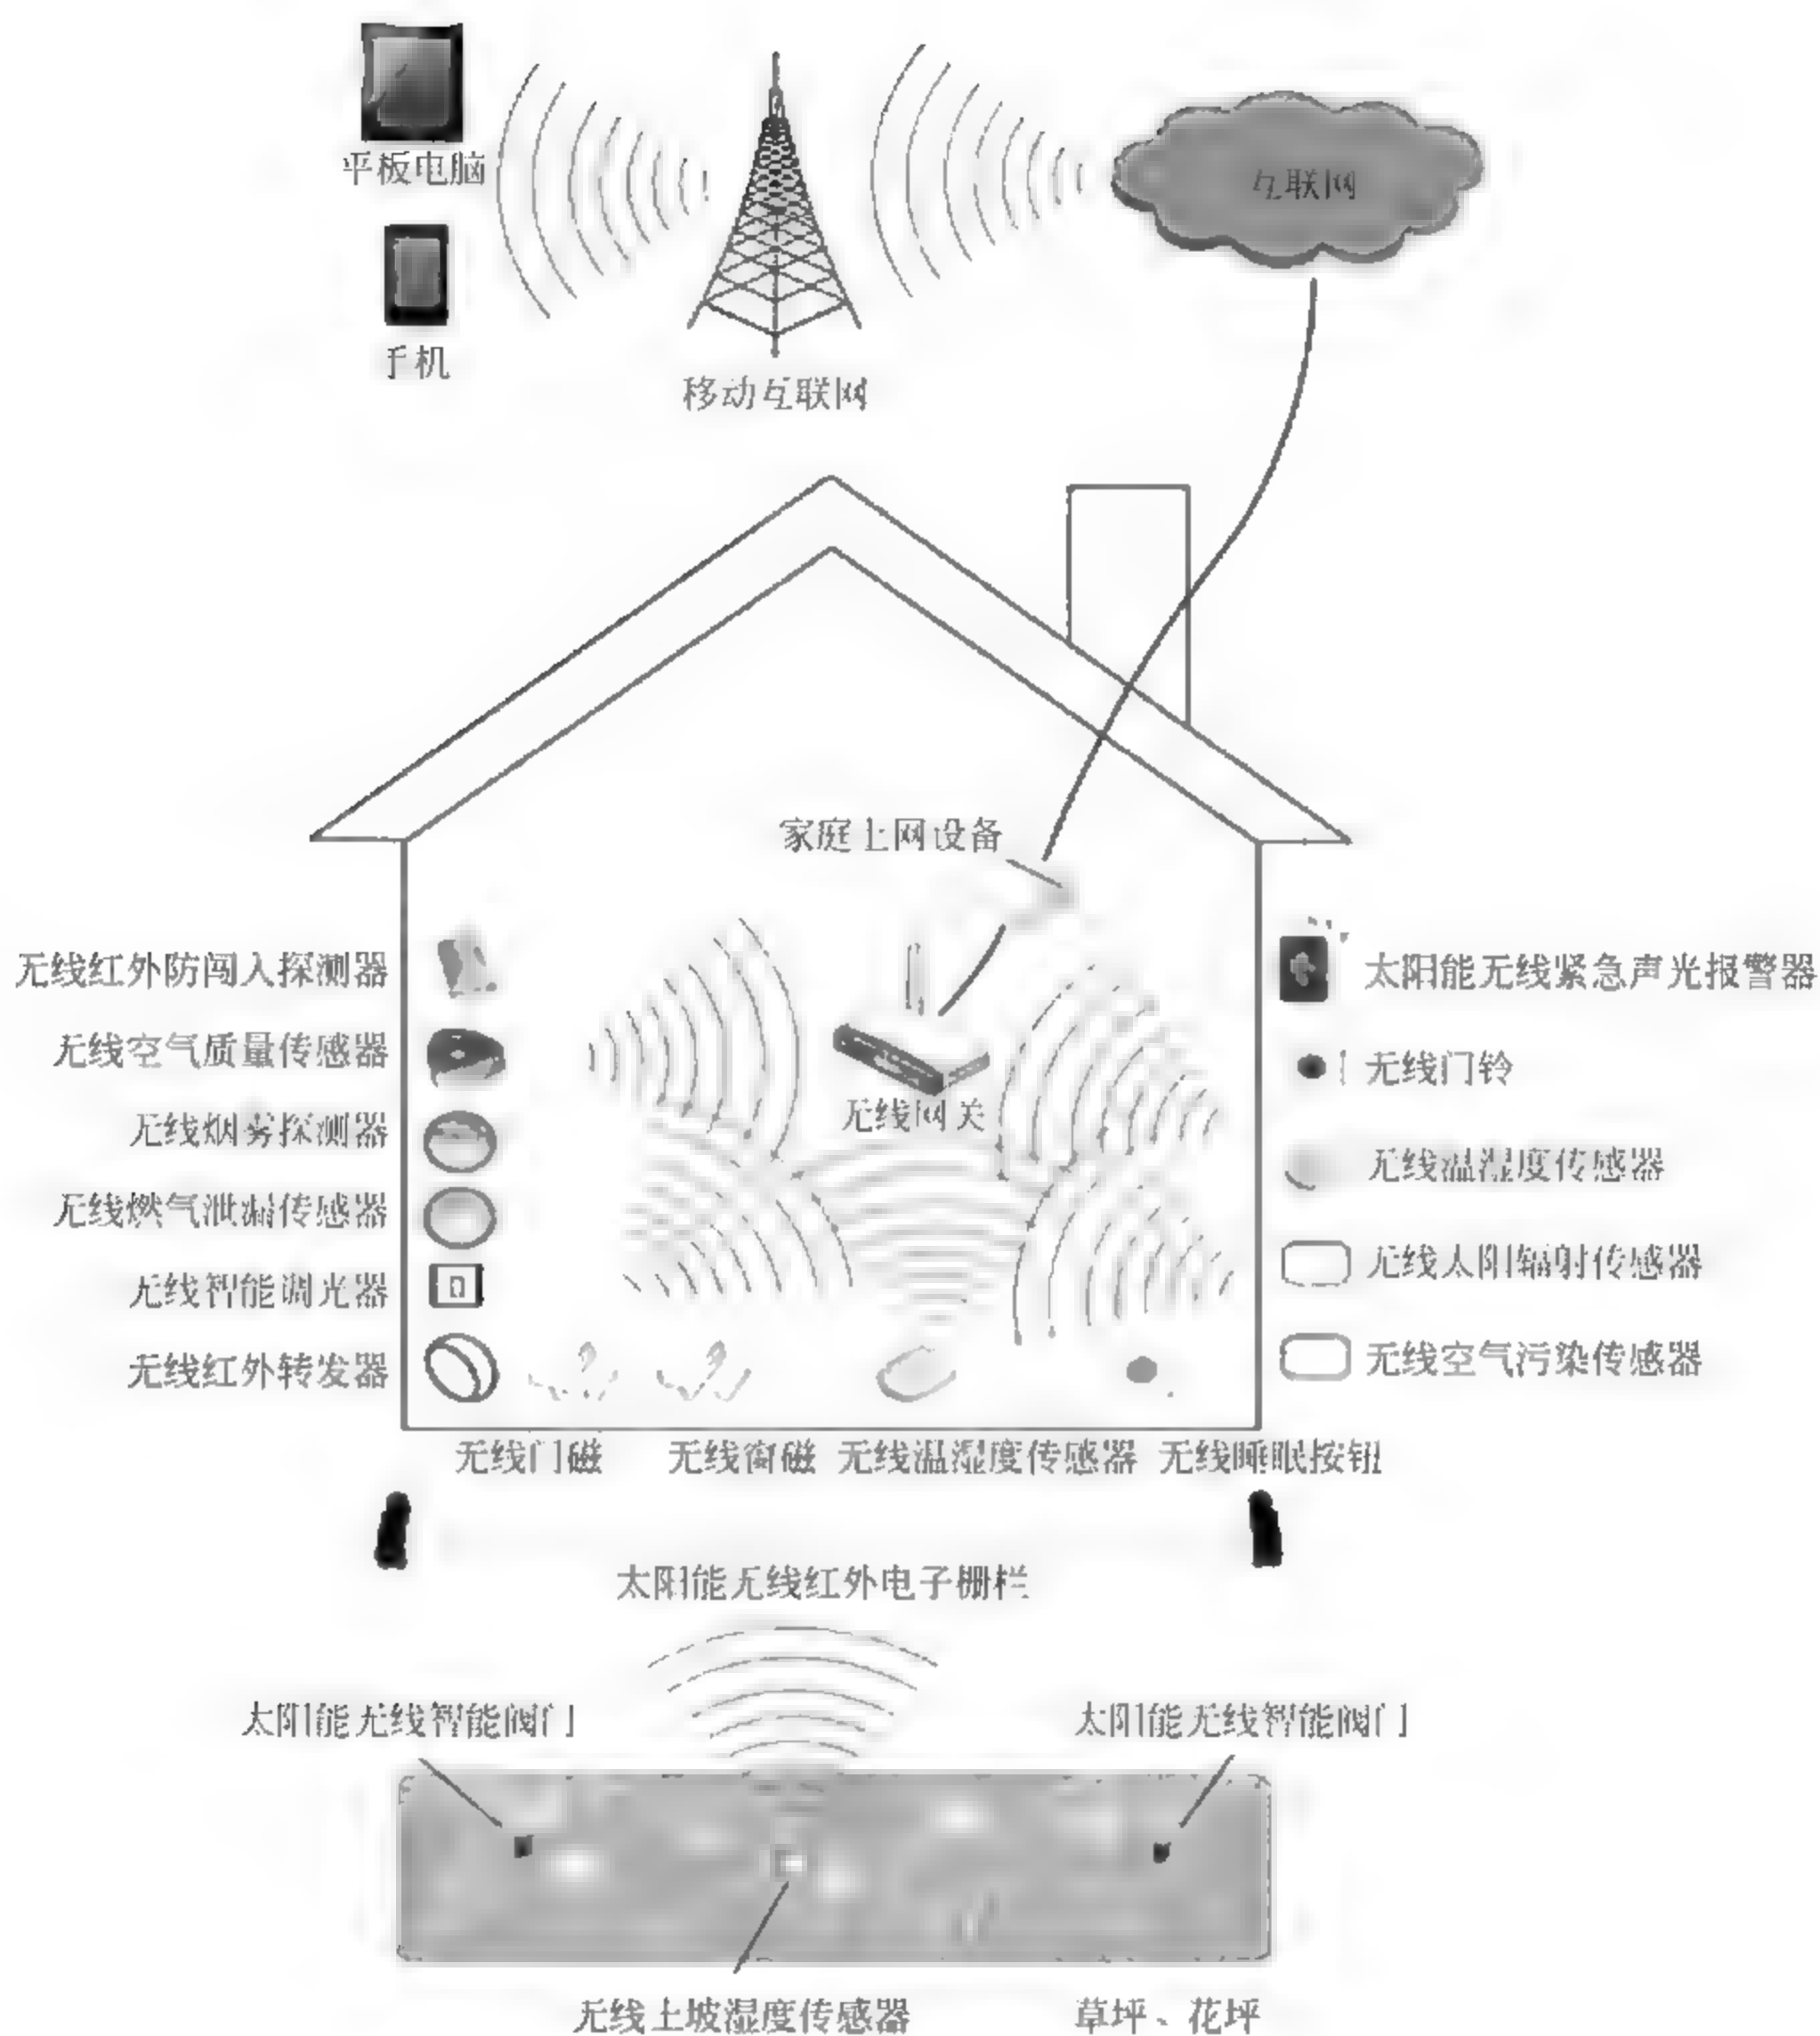 平板电脑
互联网
手机
移动互联网
家庭上网设备
无线红外防闯入探测器
太阳能无线紧急声光报警器
无线空气质量传感器
无线门铃
无线网关
无线烟雾探测器
无线温湿度传感器
无线燃气泄漏传感器
无线太阳辐射传感器
无线智能调光器
无线红外转发器
无线空气污染传感器
无线门磁
无线窗磁
无线温湿度传感器
无线睡眠按钮
太阳能无线红外电子栅栏
太阳能无线智能阀门
太阳能无线智能阀门
无线土坡湿度传感器
草坪、花坪